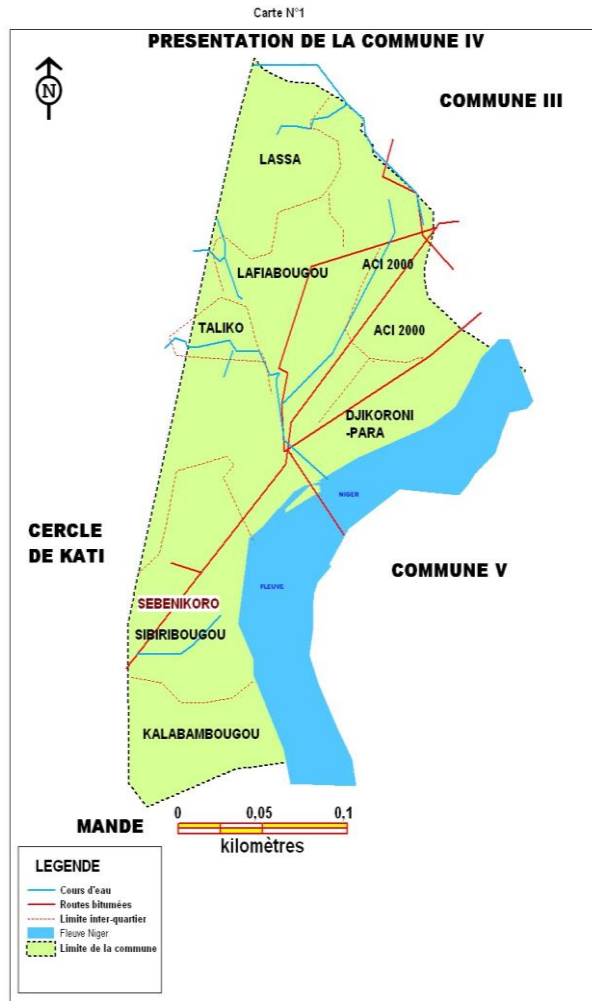 Carte N°1
PRESENTATION DE LA COMMUNE IV
N
COMMUNE III
LASSA
ACI 2000
LAFIABOUGOU
TALIKO
ACI 2000
DJIKORONI
-PARA
NIGER
CERCLE
DE KATI
COMMUNE V
FLEUVE
SEBENIKORO
SIBIRIBOUGOU
KALABAMBOUGOU
MANDE
0 0,05 0,1
kilomètres
LEGENDE
Cours d'eau
Routes bitumées
Limite inter-quartier
Fleuve Niger
Limite de la commune